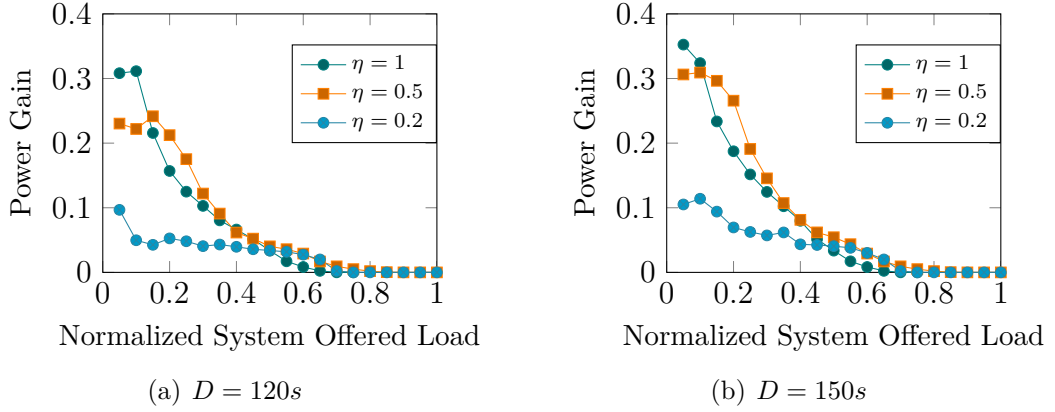 0.4
0.3
0.2
0.1
0
Power Gain
0 0.2 0.4 0.6 0.8 1
Normalized System Offered Load
η = 1
η = 0.5
η = 0.2
(a) D = 120s
0.4
0.3
0.2
0.1
0
Power Gain
0 0.2 0.4 0.6 0.8 1
Normalized System Offered Load
η = 1
η = 0.5
η = 0.2
(b) D = 150s